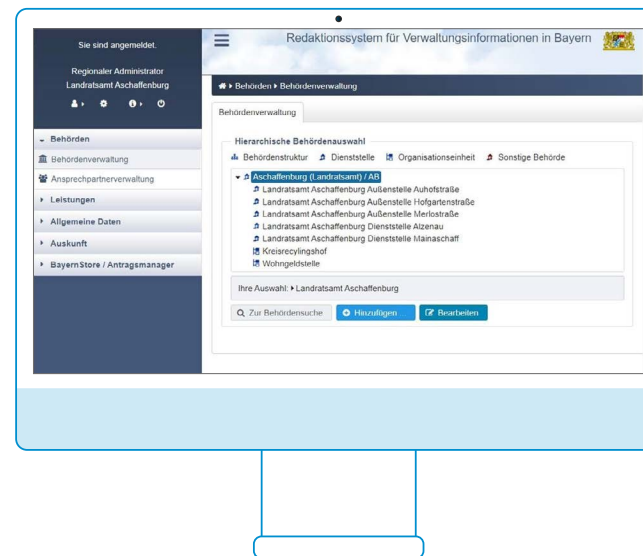 Sie sind angemeldet.
Regionaler Administrator
Landratsamt Aschaffenburg
Behörden
Behördenverwaltung
Ansprechpartnerverwaltung
Leistungen
Allgemeine Daten
Auskunft
BayernStore / Antragsmanager
Redaktionssystem für Verwaltungsinformationen in Bayern
Behörden Behördenverwaltung
Behördenverwaltung
Hierarchische Behördenauswahl
Behördenstruktur Dienststelle Organisationseinheit Sonstige Behörde
Aschaffenburg (Landratsamt) / AB
Landratsamt Aschaffenburg Außenstelle Auhofstraße
Landratsamt Aschaffenburg Außenstelle Hofgartenstraße
Landratsamt Aschaffenburg Außenstelle Merlostraße
Landratsamt Aschaffenburg Dienststelle Alzenau
Landratsamt Aschaffenburg Dienststelle Mainaschaff
Kreisrecylingshof
Wohngeldstelle
Ihre Auswahl: Landratsamt Aschaffenburg
Zur Behördensuche Hinzufügen ... Bearbeiten